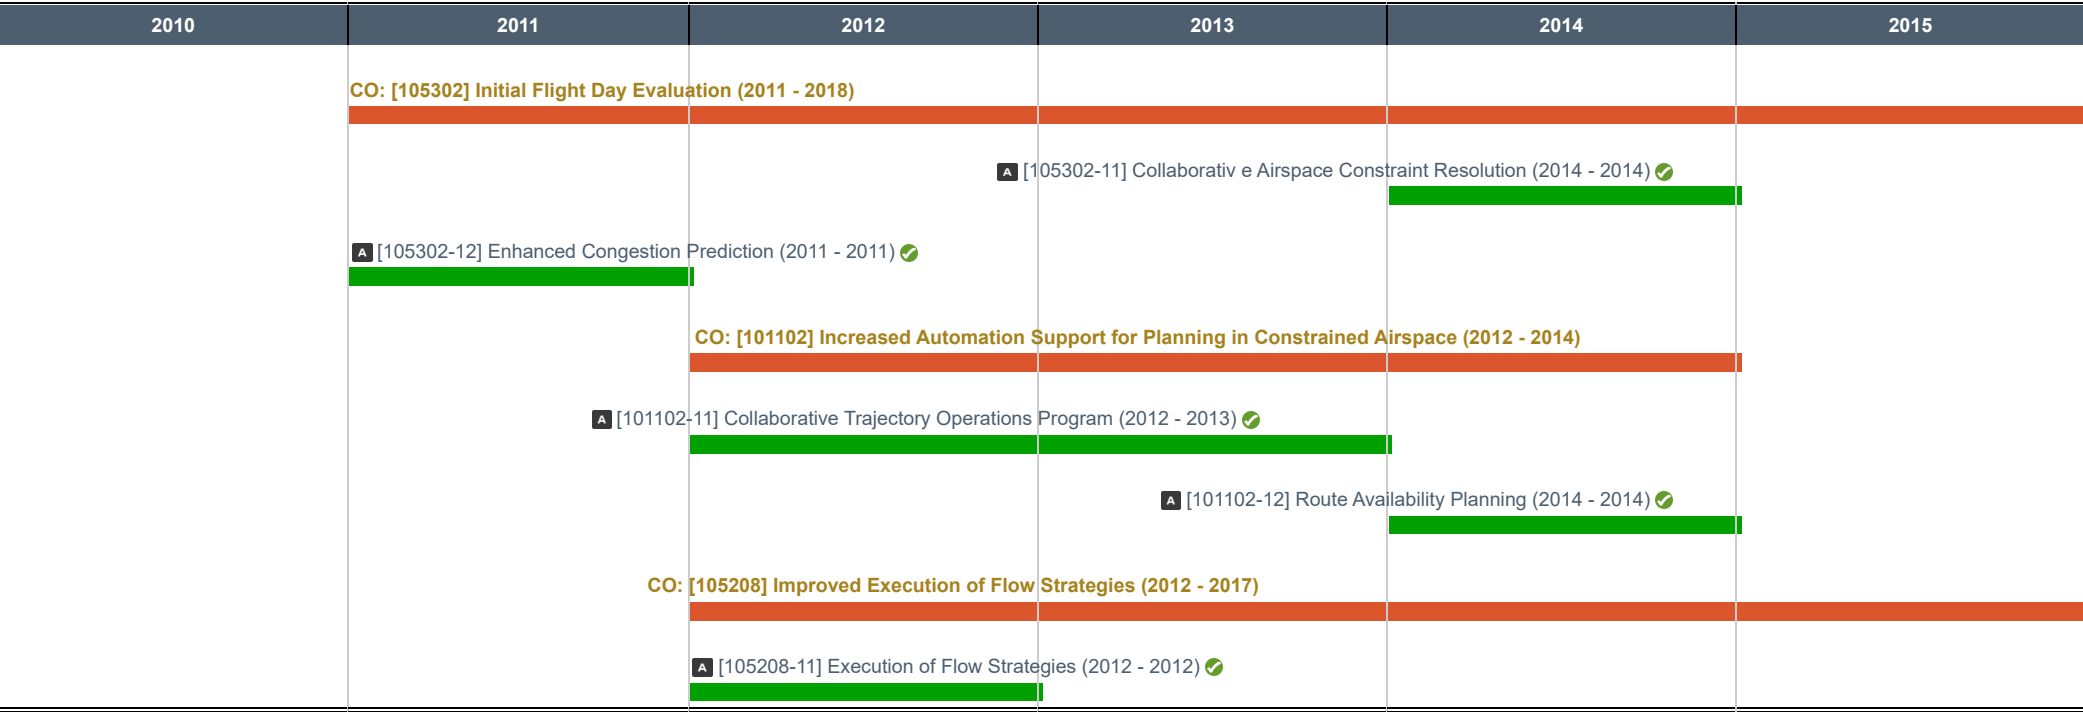 2010 2011 2012 2013 2014 2015
CO: [105302] Initial Flight Day Evaluation (2011 - 2018)
A [105302-11] Collaborativ e Airspace Constraint Resolution (2014 - 2014)
A [105302-12] Enhanced Congestion Prediction (2011 - 2011)
CO: [101102] Increased Automation Support for Planning in Constrained Airspace (2012 - 2014)
A [101102-11] Collaborative Trajectory Operations Program (2012 - 2013)
A [101102-12] Route Availability Planning (2014 - 2014)
CO: [105208] Improved Execution of Flow Strategies (2012 - 2017)
A [105208-11] Execution of Flow Strategies (2012 - 2012)